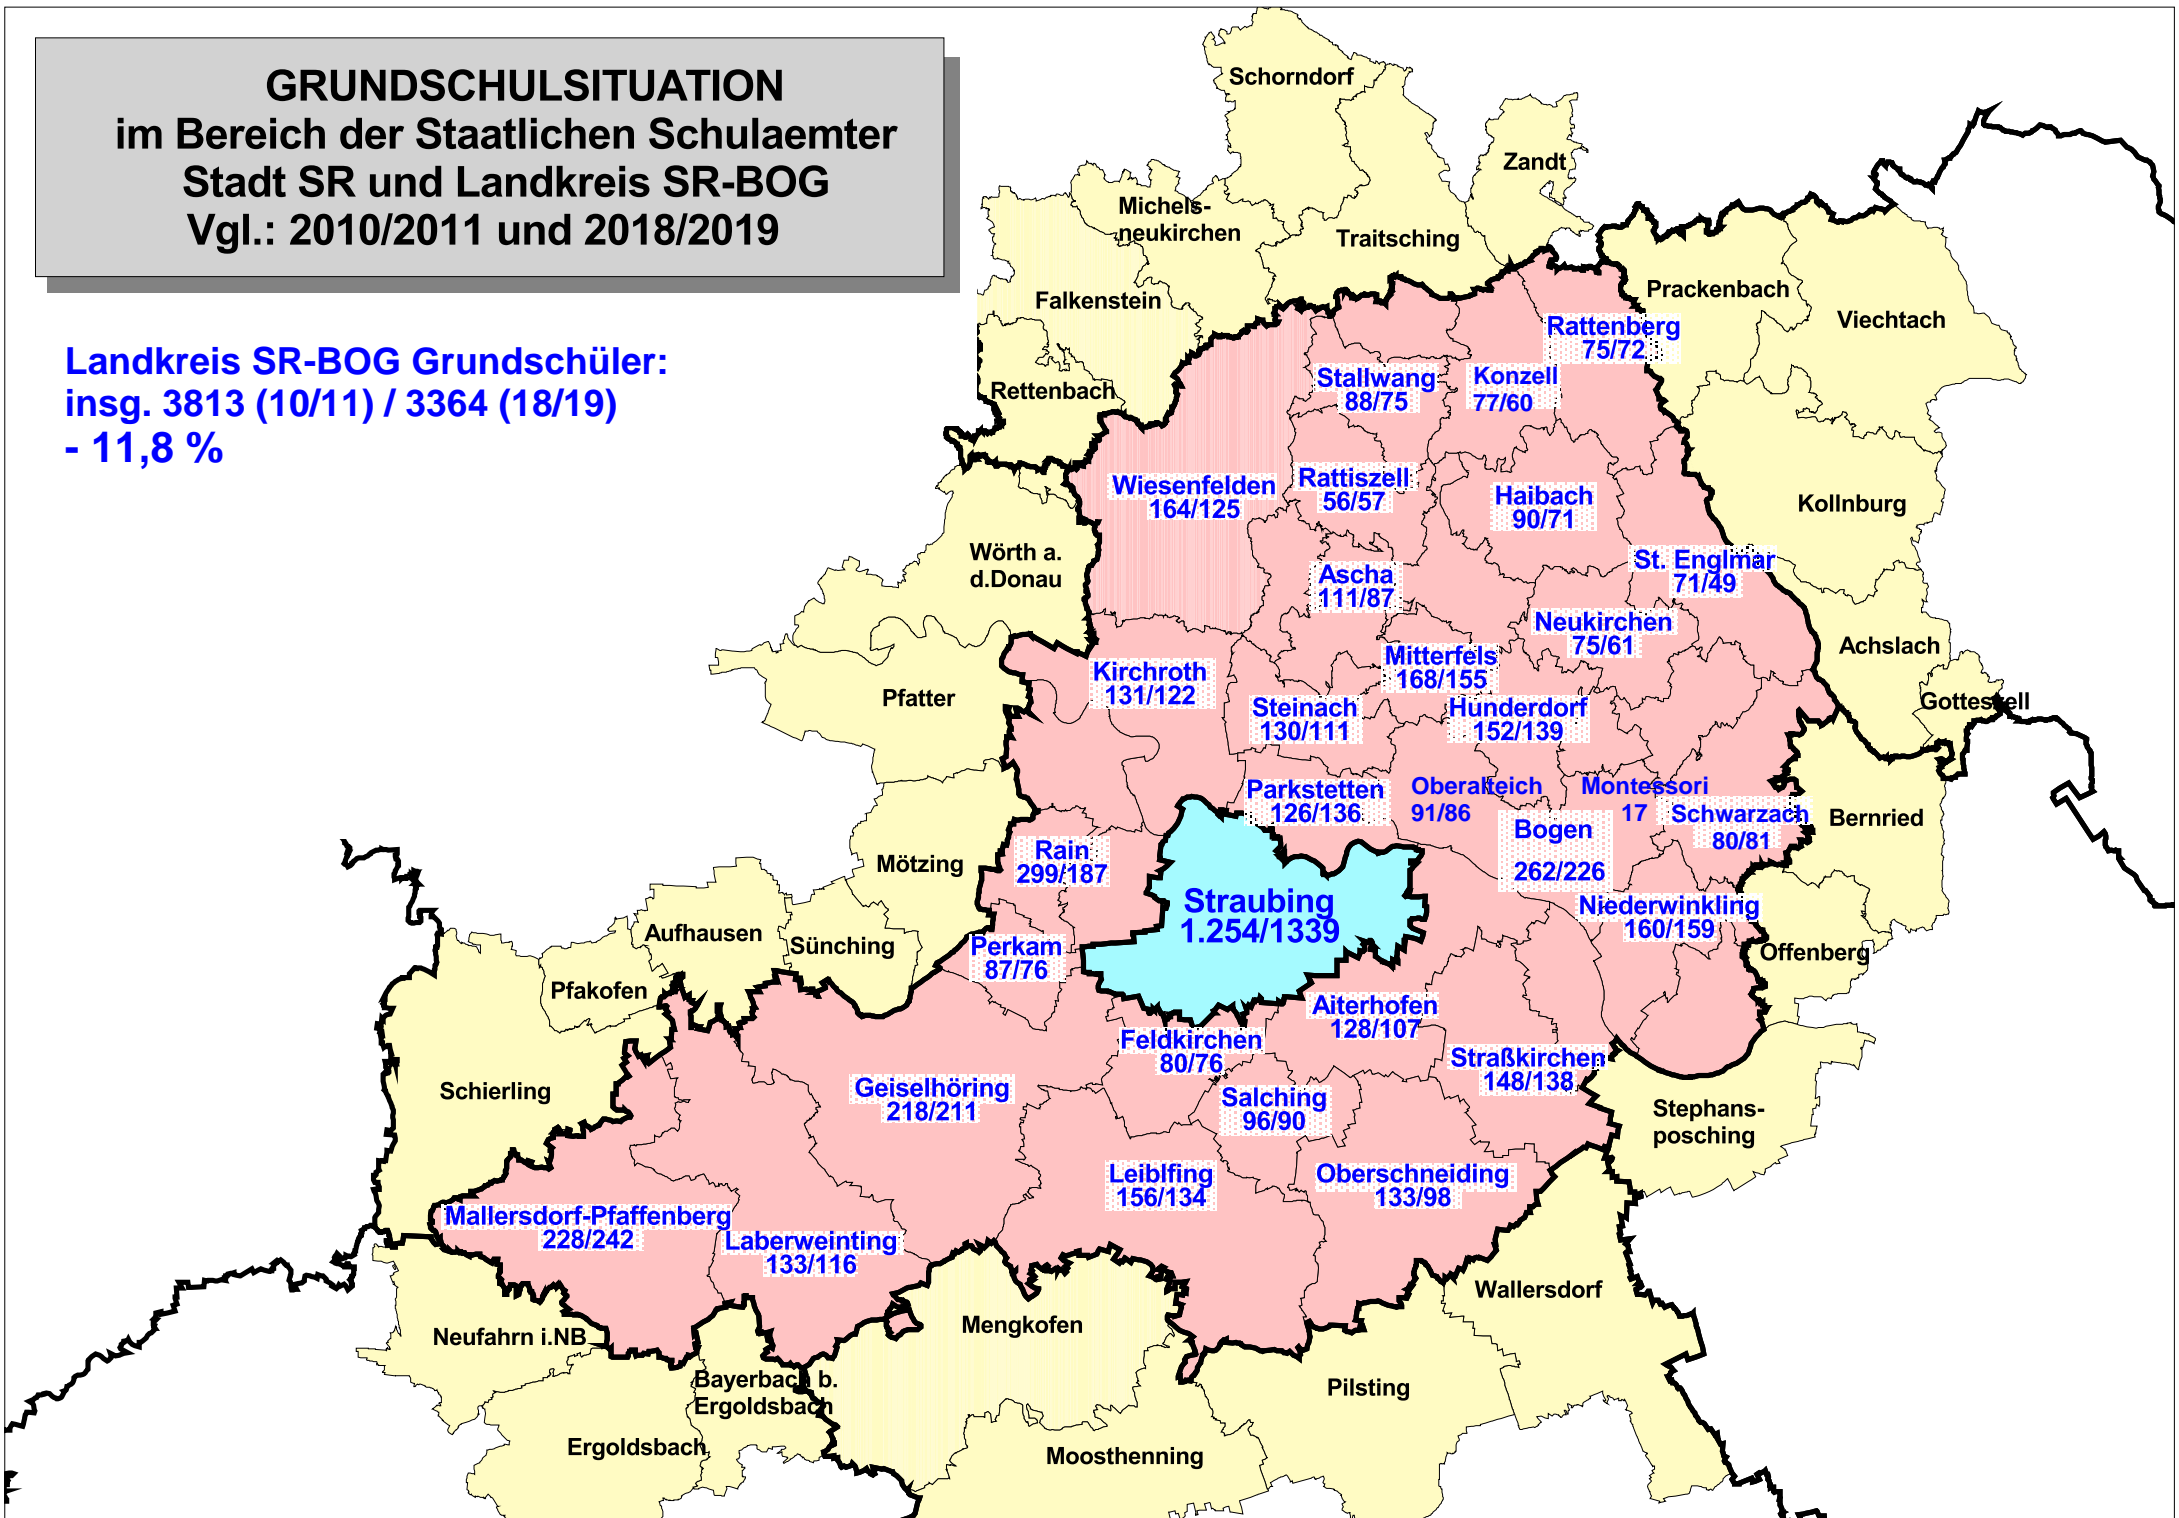 GRUNDSCHULSITUATION
im Bereich der Staatlichen Schulaemter
Stadt SR und Landkreis SR-BOG
Vgl.: 2010/2011 und 2018/2019
Landkreis SR-BOG Grundschüler:
insg. 3813 (10/11) / 3364 (18/19)
- 11,8 %
Schorndorf
Zandt
Michels-
neukirchen
Traitsching
Falkenstein
Prackenbach
Viechtach
Rettenbach
Rattenberg
75/72
Stallwang
88/75
Konzell
77/60
Wiesenfelden
164/125
Rattiszell
56/57
Haibach
90/71
Kollnburg
Wörth a.
d.Donau
Ascha
111/87
St. Englmar
71/49
Neukirchen
75/61
Achslach
Mitterfels
168/155
Kirchroth
131/122
Pfatter
Steinach
130/111
Hunderdorf
152/139
Gotteszell
Parkstetten
126/136
Oberalteich
91/86
Montessori
17
Schwarzach
80/81
Bernried
Bogen
262/226
Mötzing
Rain
299/187
Straubing
1.254/1339
Niederwinkling
160/159
Aufhausen
Sünching
Perkam
87/76
Offenberg
Pfakofen
Aiterhofen
128/107
Feldkirchen
80/76
Straßkirchen
148/138
Schierling
Geiselhöring
218/211
Salching
96/90
Stephans-
posching
Leiblfing
156/134
Oberschneiding
133/98
Mallersdorf-Pfaffenberg
228/242
Laberweinting
133/116
Wallersdorf
Neufahrn i.NB
Mengkofen
Bayerbach b.
Ergoldsbach
Pilsting
Ergoldsbach
Moosthenning